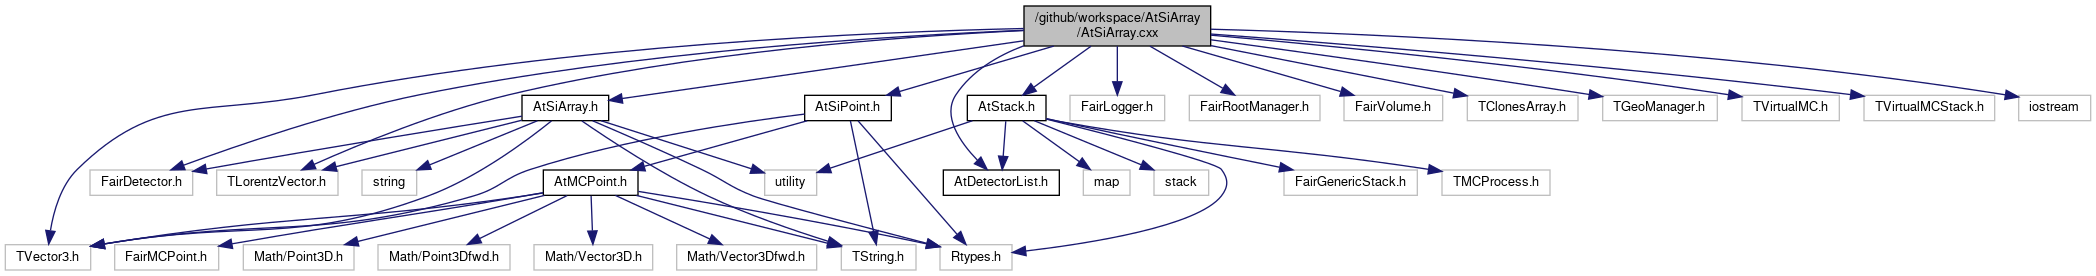 /github/workspace/AtSiArray
/AtSiArray.cxx
AtSiArray.h
AtSiPoint.h
AtStack.h
FairLogger.h
FairRootManager.h
FairVolume.h
TClonesArray.h
TGeoManager.h
TVirtualMC.h
TVirtualMCStack.h
iostream
FairDetector.h
TLorentzVector.h
string
AtMCPoint.h
utility
AtDetectorList.h
map
stack
FairGenericStack.h
TMCProcess.h
TVector3.h
FairMCPoint.h
Math/Point3D.h
Math/Point3Dfwd.h
Math/Vector3D.h
Math/Vector3Dfwd.h
TString.h
Rtypes.h